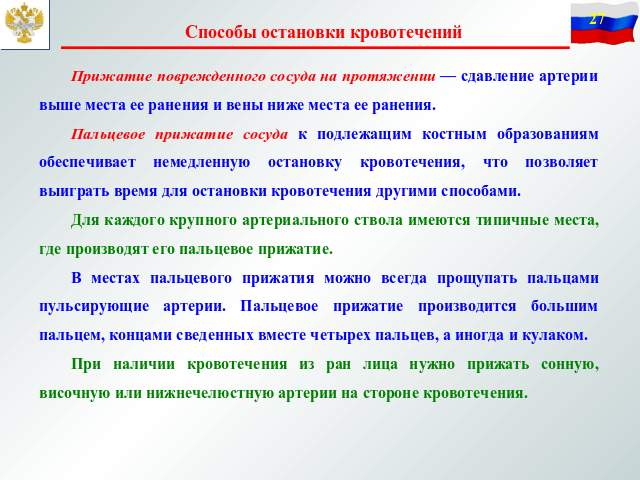 27
Способы остановки кровотечений
Прижатие поврежденного сосуда на протяжении — сдавление артерии
выше места ее ранения и вены ниже места ее ранения.
Пальцевое прижатие сосуда к подлежащим костным образованиям
обеспечивает немедленную остановку кровотечения, что позволяет
выиграть время для остановки кровотечения другими способами.
Для каждого крупного артериального ствола имеются типичные места,
где производят его пальцевое прижатие.
В местах пальцевого прижатия можно всегда прощупать пальцами
пульсирующие артерии. Пальцевое прижатие производится большим
пальцем, концами сведенных вместе четырех пальцев, а иногда и кулаком.
При наличии кровотечения из ран лица нужно прижать сонную,
височную или нижнечелюстную артерии на стороне кровотечения.